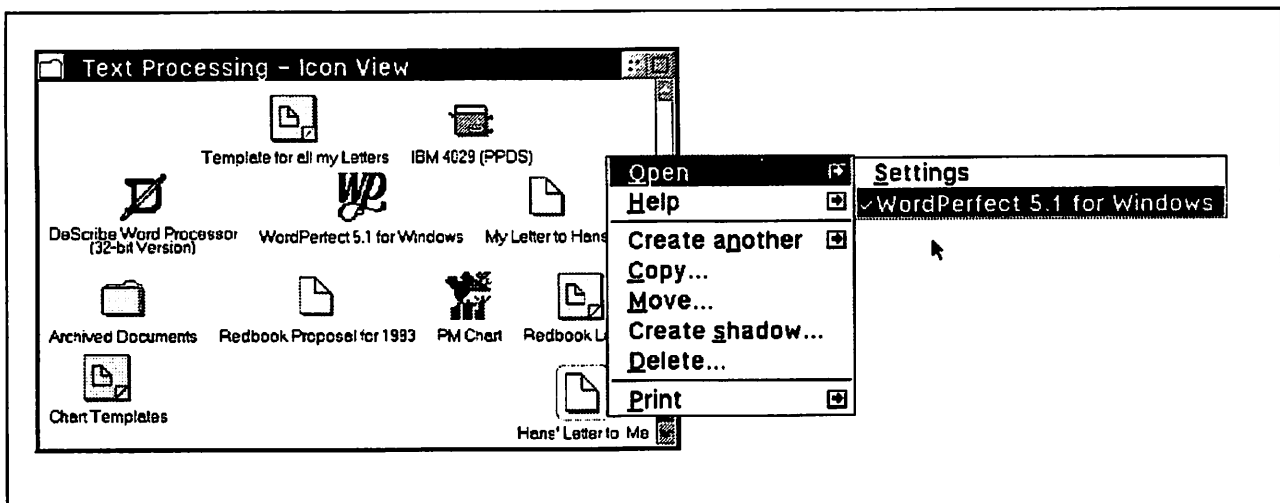 Text Processing - Icon View
Template for all my Letters
IBM 4029 (PPDS)
DeScribe Word Processor
(32-bit Version)
WordPerfect 5.1 for Windows
My Letter to Hans
Archived Documents
Redbook Proposal for 1993
PM Chart
Redbook L
Chart Templates
Hans' Letter to Me
Open
Help
Create another
Copy...
Move...
Create shadow...
Delete...
Print
Settings
✓WordPerfect 5.1 for Windows